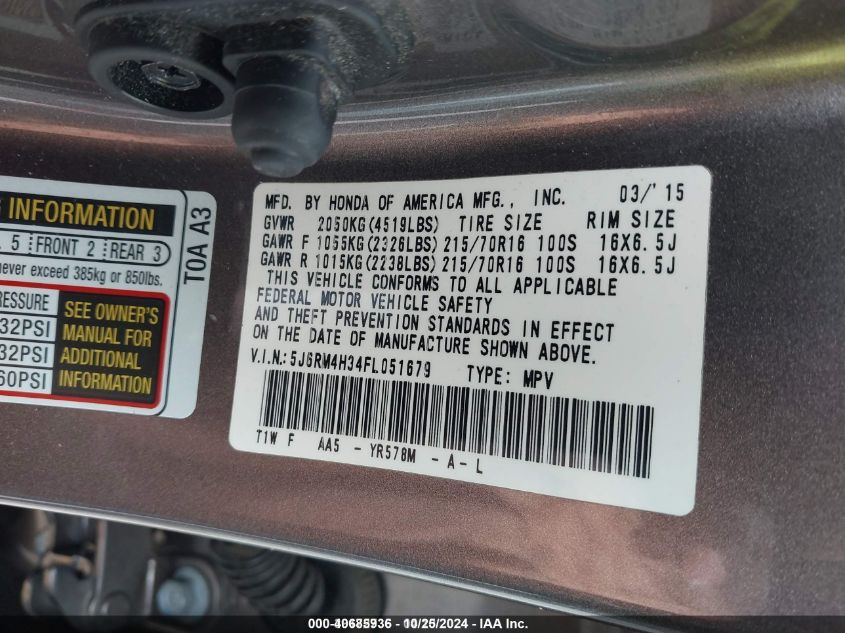 INFORMATION
5 FRONT 2 REAR 3
never exceed 385kg or 850lbs.
PRESSURE
32PSI
32PSI
60PSI
SEE OWNER'S
MANUAL FOR
ADDITIONAL
INFORMATION
T0A A3
MFD. BY HONDA OF AMERICA MFG., INC. 03/'15
GVWR 2050KG(4519LBS) TIRE SIZE RIM SIZE
GAWR F 1055KG(2326LBS) 215/70R16 100S 16X6.5J
GAWR R 1015KG(2238LBS) 215/70R16 100S 16X6.5J
THIS VEHICLE CONFORMS TO ALL APPLICABLE
FEDERAL MOTOR VEHICLE SAFETY
AND THEFT PREVENTION STANDARDS IN EFFECT
ON THE DATE OF MANUFACTURE SHOWN ABOVE.
V.I.N.:5J6RM4H34FL051679 TYPE: MPV
T1W F AA5 - YR578M - A - L
000-40685936 - 10/26/2024 - IAA Inc.